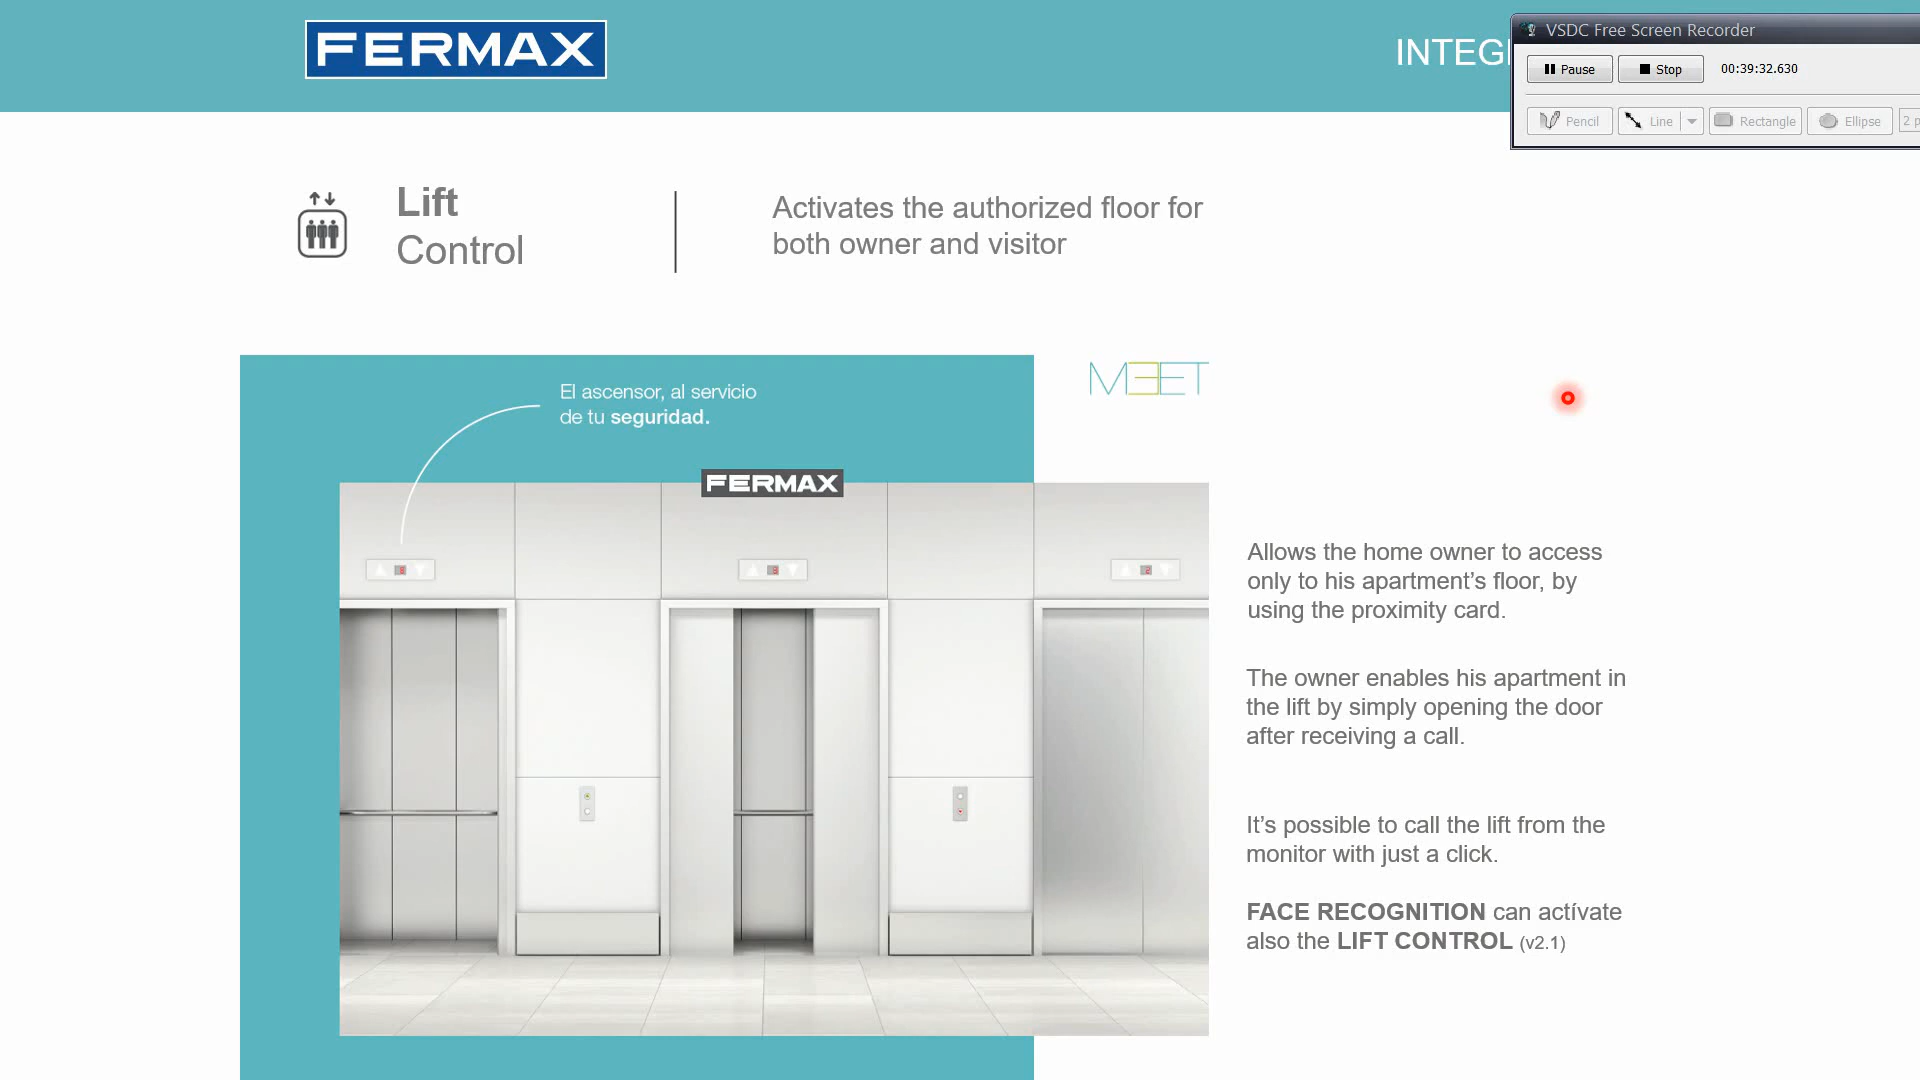 FERMAX
INTEG
VSDC Free Screen Recorder
Pause
Stop
00:39:32.630
Pencil
Line
Rectangle
Ellipse
2 p
Lift
Control
Activates the authorized floor for
both owner and visitor
El ascensor, al servicio
de tu seguridad.
MEET
FERMAX
Allows the home owner to access
only to his apartment’s floor, by
using the proximity card.
The owner enables his apartment in
the lift by simply opening the door
after receiving a call.
It’s possible to call the lift from the
monitor with just a click.
FACE RECOGNITION can actívate
also the LIFT CONTROL (v2.1)